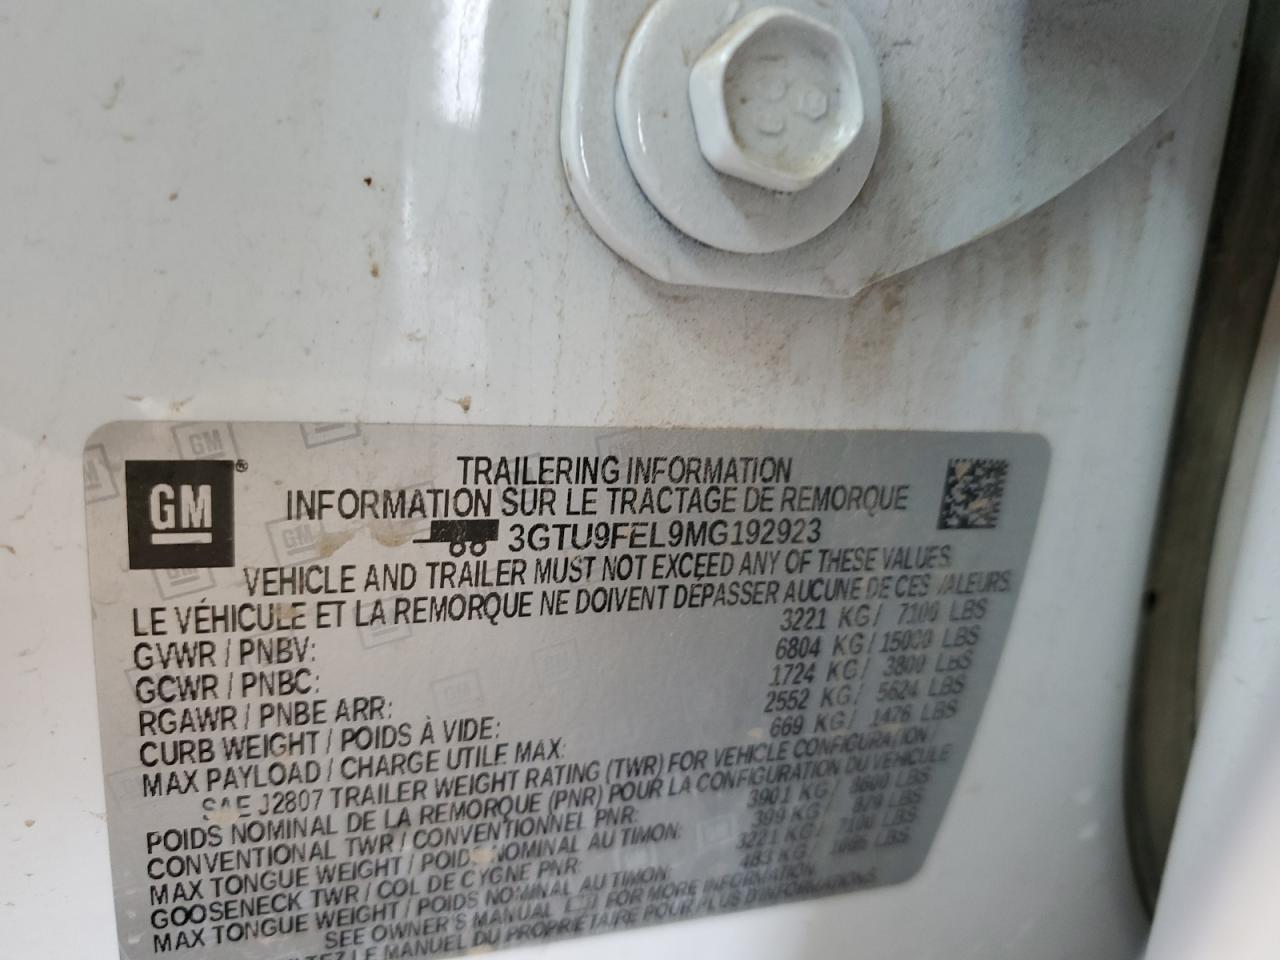 GM
TRAILERING INFORMATION
INFORMATION SUR LE TRACTAGE DE REMORQUE
3GTU9FEL9MG192923
VEHICLE AND TRAILER MUST NOT EXCEED ANY OF THESE VALUES.
LE VÉHICULE ET LA REMORQUE NE DOIVENT DÉPASSER AUCUNE DE CES VALEURS.
GVWR / PNBV: 3221 KG / 7100 LBS
GCWR / PNBC: 6804 KG / 15000 LBS
RGAWR / PNBE ARR: 1724 KG / 3800 LBS
CURB WEIGHT / POIDS À VIDE: 2552 KG / 5624 LBS
MAX PAYLOAD / CHARGE UTILE MAX: 669 KG / 1476 LBS
SAE J2807 TRAILER WEIGHT RATING (TWR) FOR VEHICLE CONFIGURATION /
POIDS NOMINAL DE LA REMORQUE (PNR) POUR LA CONFIGURATION DU VÉHICULE
CONVENTIONAL TWR / CONVENTIONNEL PNR: 3901 KG / 8600 LBS
MAX TONGUE WEIGHT / POIDS NOMINAL AU TIMON: 399 KG / 879 LBS
GOOSENECK TWR / COL DE CYGNE PNR: 3221 KG / 7100 LBS
MAX TONGUE WEIGHT / POIDS NOMINAL AU TIMON: 483 KG / LBS
SEE OWNER'S MANUAL FOR MORE INFORMATION
LE MANUEL DU PROPRIÉTAIRE POUR PLUS D'INFORMATIONS.